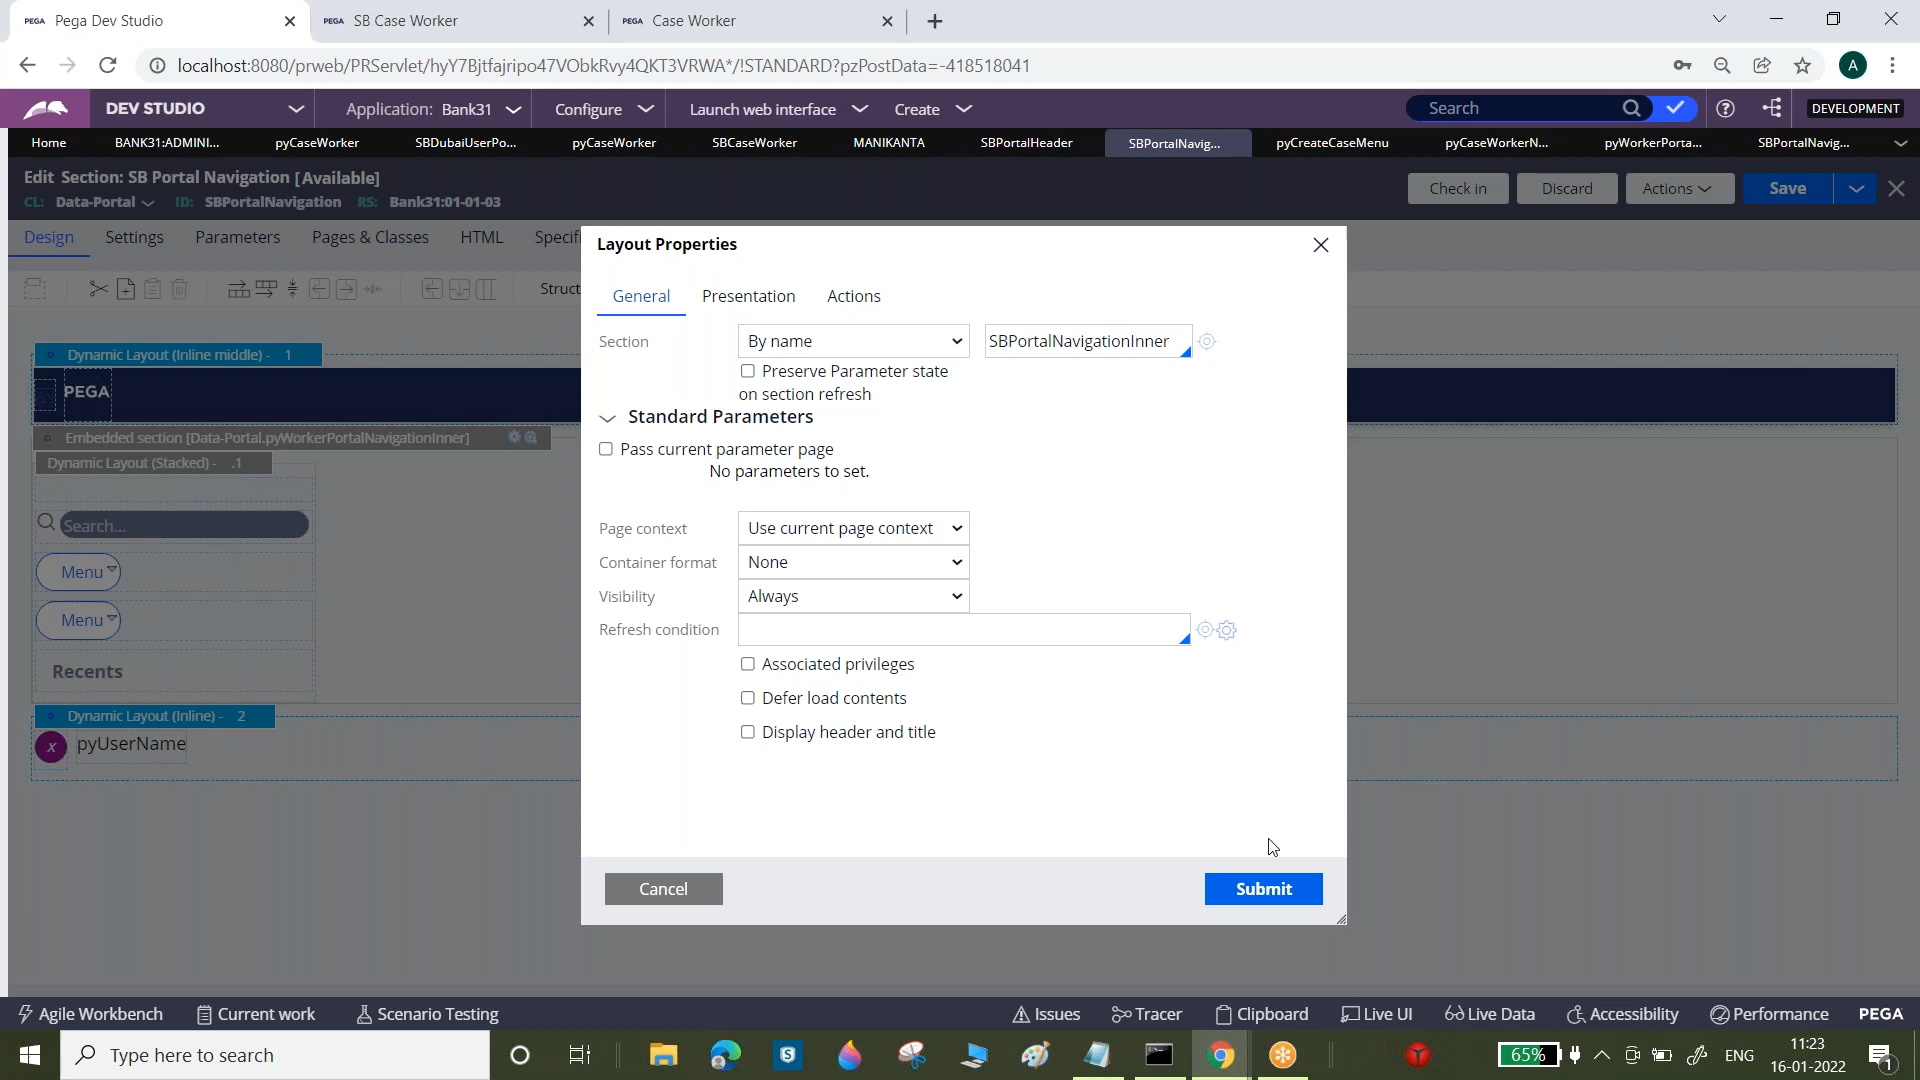 PEGA Pega Dev Studio
PEGA SB Case Worker
PEGA Case Worker
localhost:8080/prweb/PRServlet/hyY7Bjtfajripo47VObkRvy4QKT3VRWA*/!STANDARD?pzPostData=-418518041
A
DEV STUDIO
Application: Bank31
Configure
Launch web interface
Create
Search
DEVELOPMENT
Home
BANK31:ADMINI...
pyCaseWorker
SBDubaiUserPo...
pyCaseWorker
SBCaseWorker
MANIKANTA
SBPortalHeader
SBPortalNavig...
pyCreateCaseMenu
pyCaseWorkerN...
pyWorkerPorta...
SBPortalNavig...
Edit Section: SB Portal Navigation [Available]
CL: Data-Portal ID: SBPortalNavigation RS: Bank31:01-01-03
Check in
Discard
Actions
Save
Design
Settings
Parameters
Pages & Classes
HTML
Specifi
Struct
Dynamic Layout (Inline middle) - 1
PEGA
Embedded section [Data-Portal.pyWorkerPortalNavigationInner]
Dynamic Layout (Stacked) - .1
Search...
Menu
Menu
Recents
Dynamic Layout (Inline) - 2
x pyUserName
Layout Properties
General
Presentation
Actions
Section By name SBPortalNavigationInner
Preserve Parameter state
on section refresh
Standard Parameters
Pass current parameter page
No parameters to set.
Page context Use current page context
Container format None
Visibility Always
Refresh condition
Associated privileges
Defer load contents
Display header and title
Cancel
Submit
Agile Workbench
Current work
Scenario Testing
Issues
Tracer
Clipboard
Live UI
Live Data
Accessibility
Performance
PEGA
Type here to search
65%
ENG
11:23
16-01-2022
1